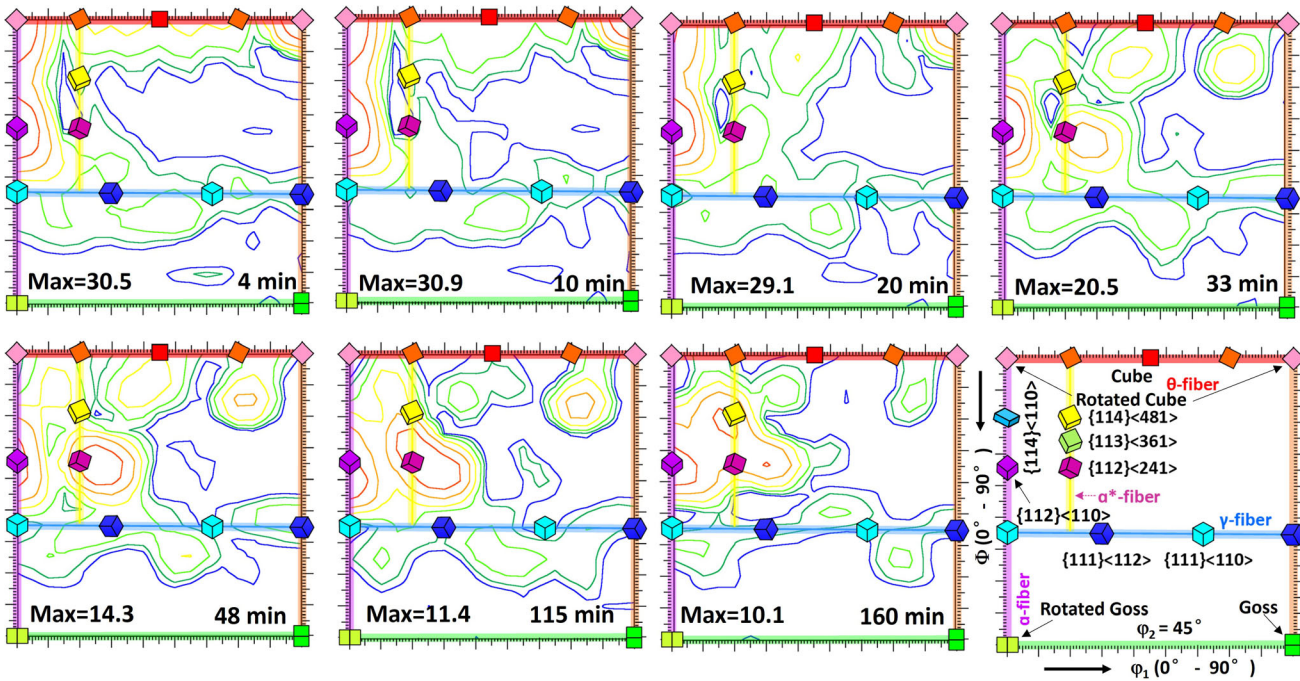 Max=30.5 4 min
Max=30.9 10 min
Max=29.1 20 min
Max=20.5 33 min
Max=14.3 48 min
Max=11.4 115 min
Max=10.1 160 min
Φ (0° - 90°)
θ-fiber
Cube
Rotated Cube
{114}<110>
{114}<481>
{113}<361>
{112}<241>
α*-fiber
{112}<110>
γ-fiber
{111}<112> {111}<110>
α-fiber
Rotated Goss
Goss
φ2 = 45°
φ1 (0° - 90°)